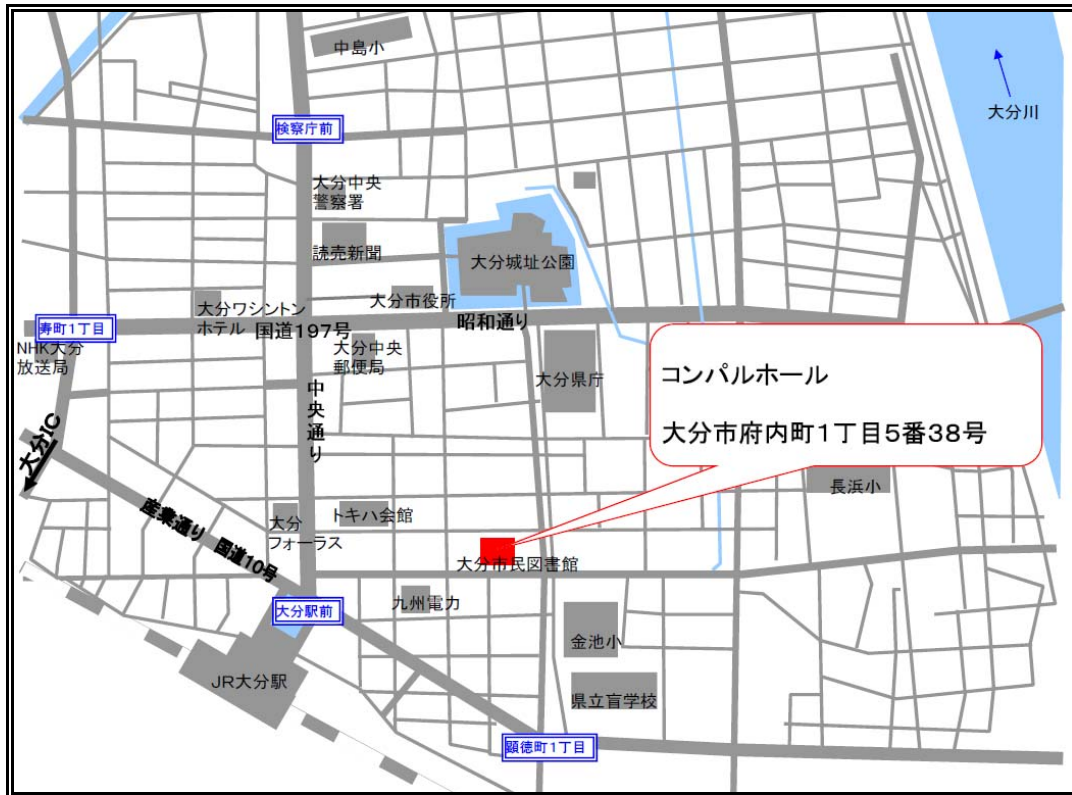 中島小
大分川
検察庁前
大分中央
警察署
読売新聞
大分城址公園
大分ワシントン
ホテル
大分市役所
国道197号
昭和通り
寿町1丁目
NHK大分
放送局
大分中央
郵便局
大分県庁
コンパルホール
大分市府内町1丁目5番38号
中央通り
大分IC
長浜小
産業通り 国道10号
大分
フォーラス
トキハ会館
大分市民図書館
大分駅前
九州電力
金池小
JR大分駅
県立盲学校
顕徳町1丁目